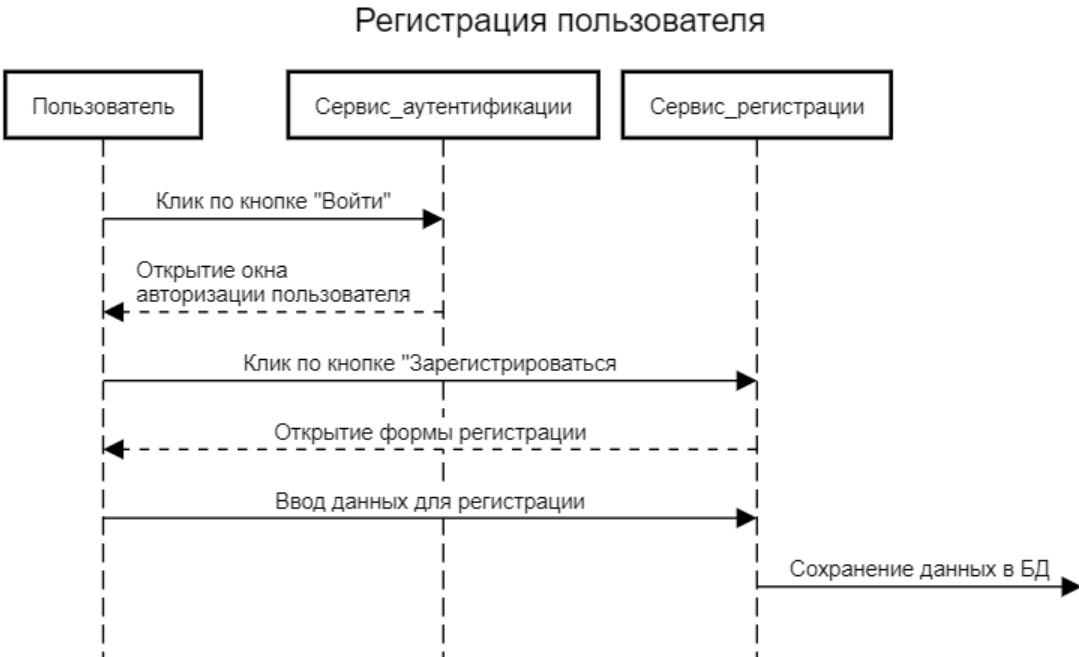 Регистрация пользователя
Пользователь
Сервис_аутентификации
Сервис_регистрации
Клик по кнопке "Войти"
Открытие окна
авторизации пользователя
Клик по кнопке "Зарегистрироваться
Открытие формы регистрации
Ввод данных для регистрации
Сохранение данных в БД